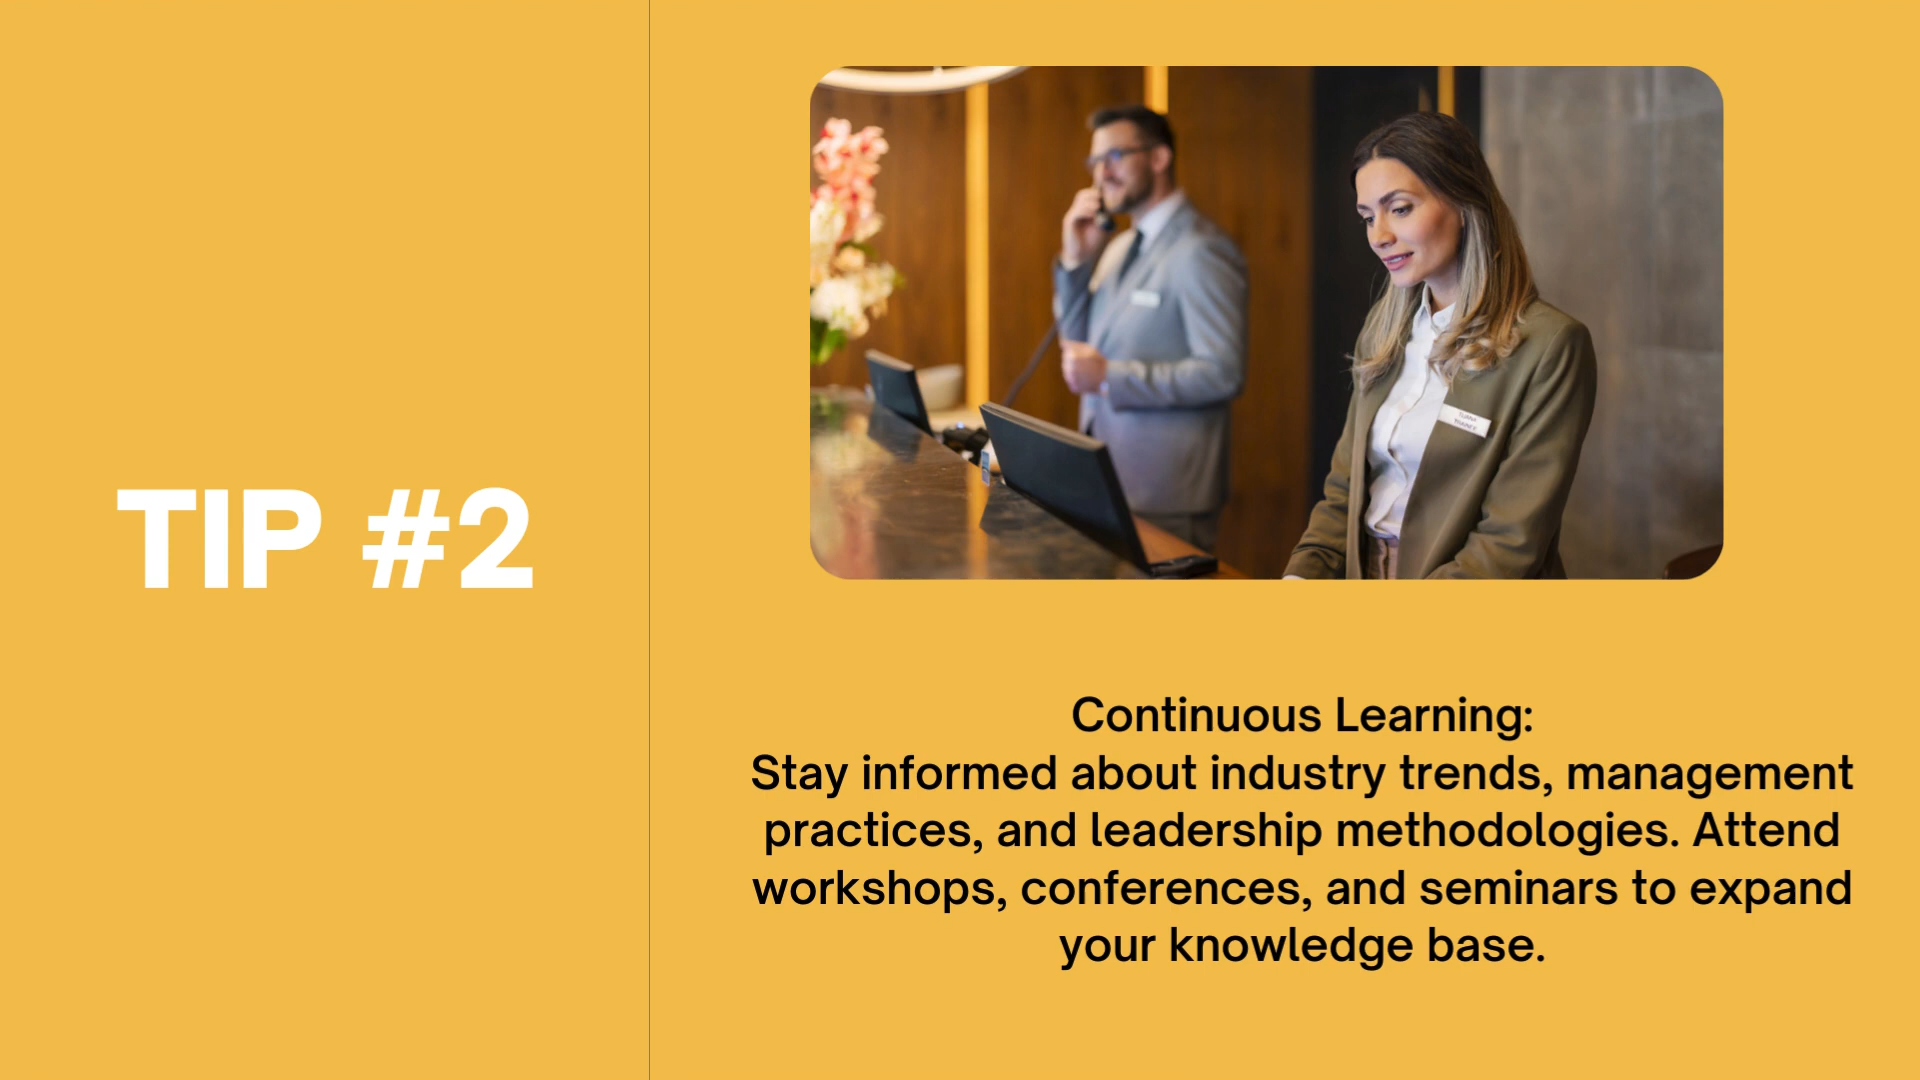 TIP #2
Continuous Learning:
Stay informed about industry trends, management
practices, and leadership methodologies. Attend
workshops, conferences, and seminars to expand
your knowledge base.